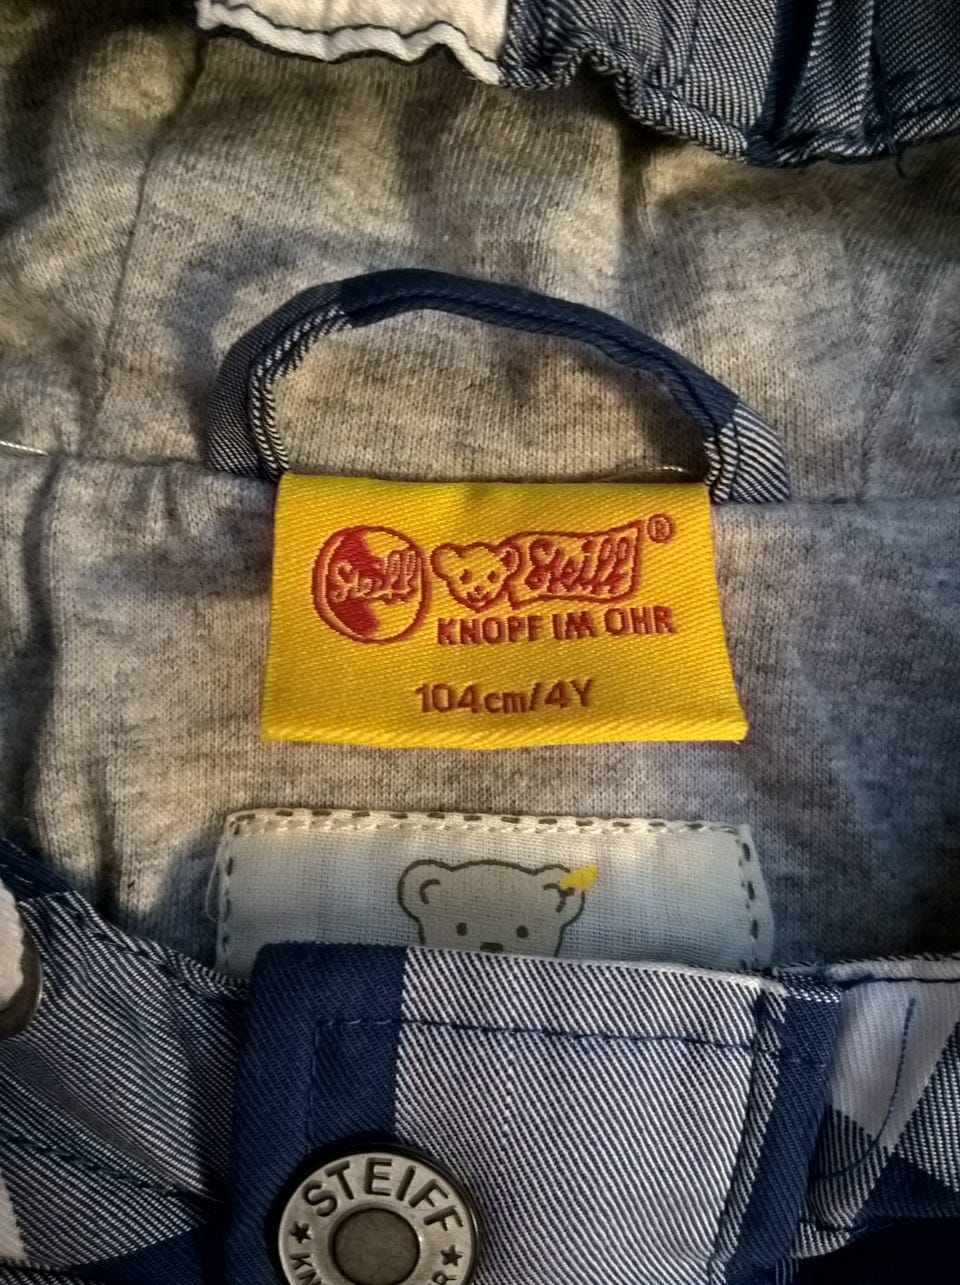 Steiff
Steiff ®
KNOPF IM OHR
104cm/4Y
STEIFF